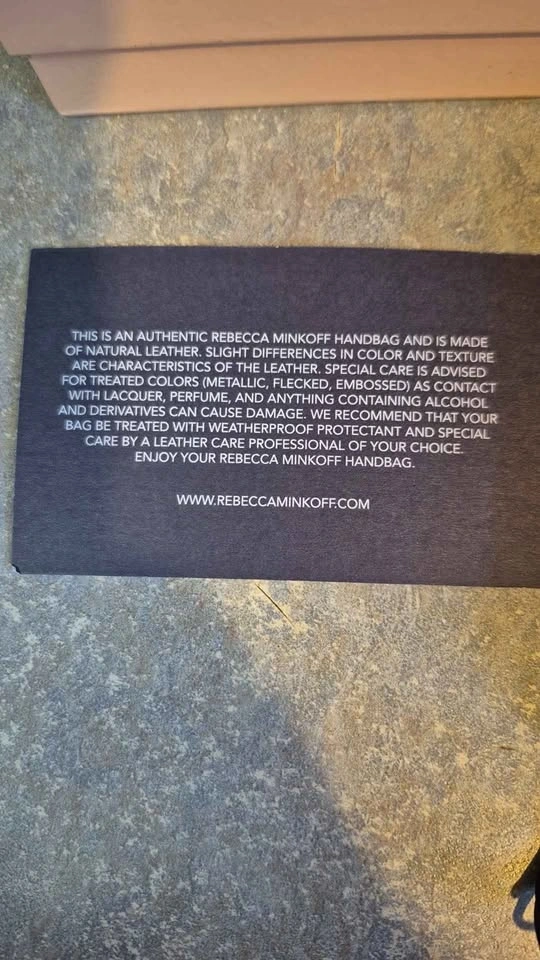 THIS IS AN AUTHENTIC REBECCA MINKOFF HANDBAG AND IS MADE
OF NATURAL LEATHER. SLIGHT DIFFERENCES IN COLOR AND TEXTURE
ARE CHARACTERISTICS OF THE LEATHER. SPECIAL CARE IS ADVISED
FOR TREATED COLORS (METALLIC, FLECKED, EMBOSSED) AS CONTACT
WITH LACQUER, PERFUME, AND ANYTHING CONTAINING ALCOHOL
AND DERIVATIVES CAN CAUSE DAMAGE. WE RECOMMEND THAT YOUR
BAG BE TREATED WITH WEATHERPROOF PROTECTANT AND SPECIAL
CARE BY A LEATHER CARE PROFESSIONAL OF YOUR CHOICE.
ENJOY YOUR REBECCA MINKOFF HANDBAG.
WWW.REBECCAMINKOFF.COM